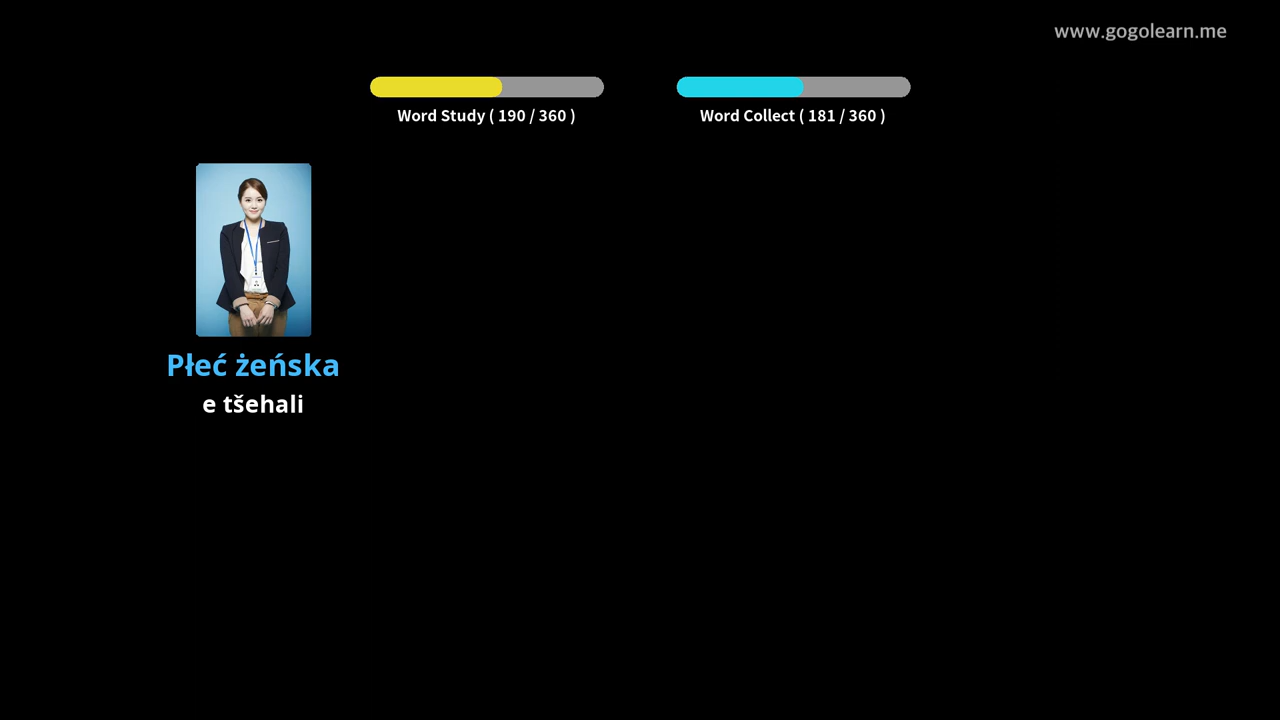 www.gogolearn.me
Word Study ( 190 / 360 )
Word Collect ( 181 / 360 )
Płeć żeńska
e tšehali